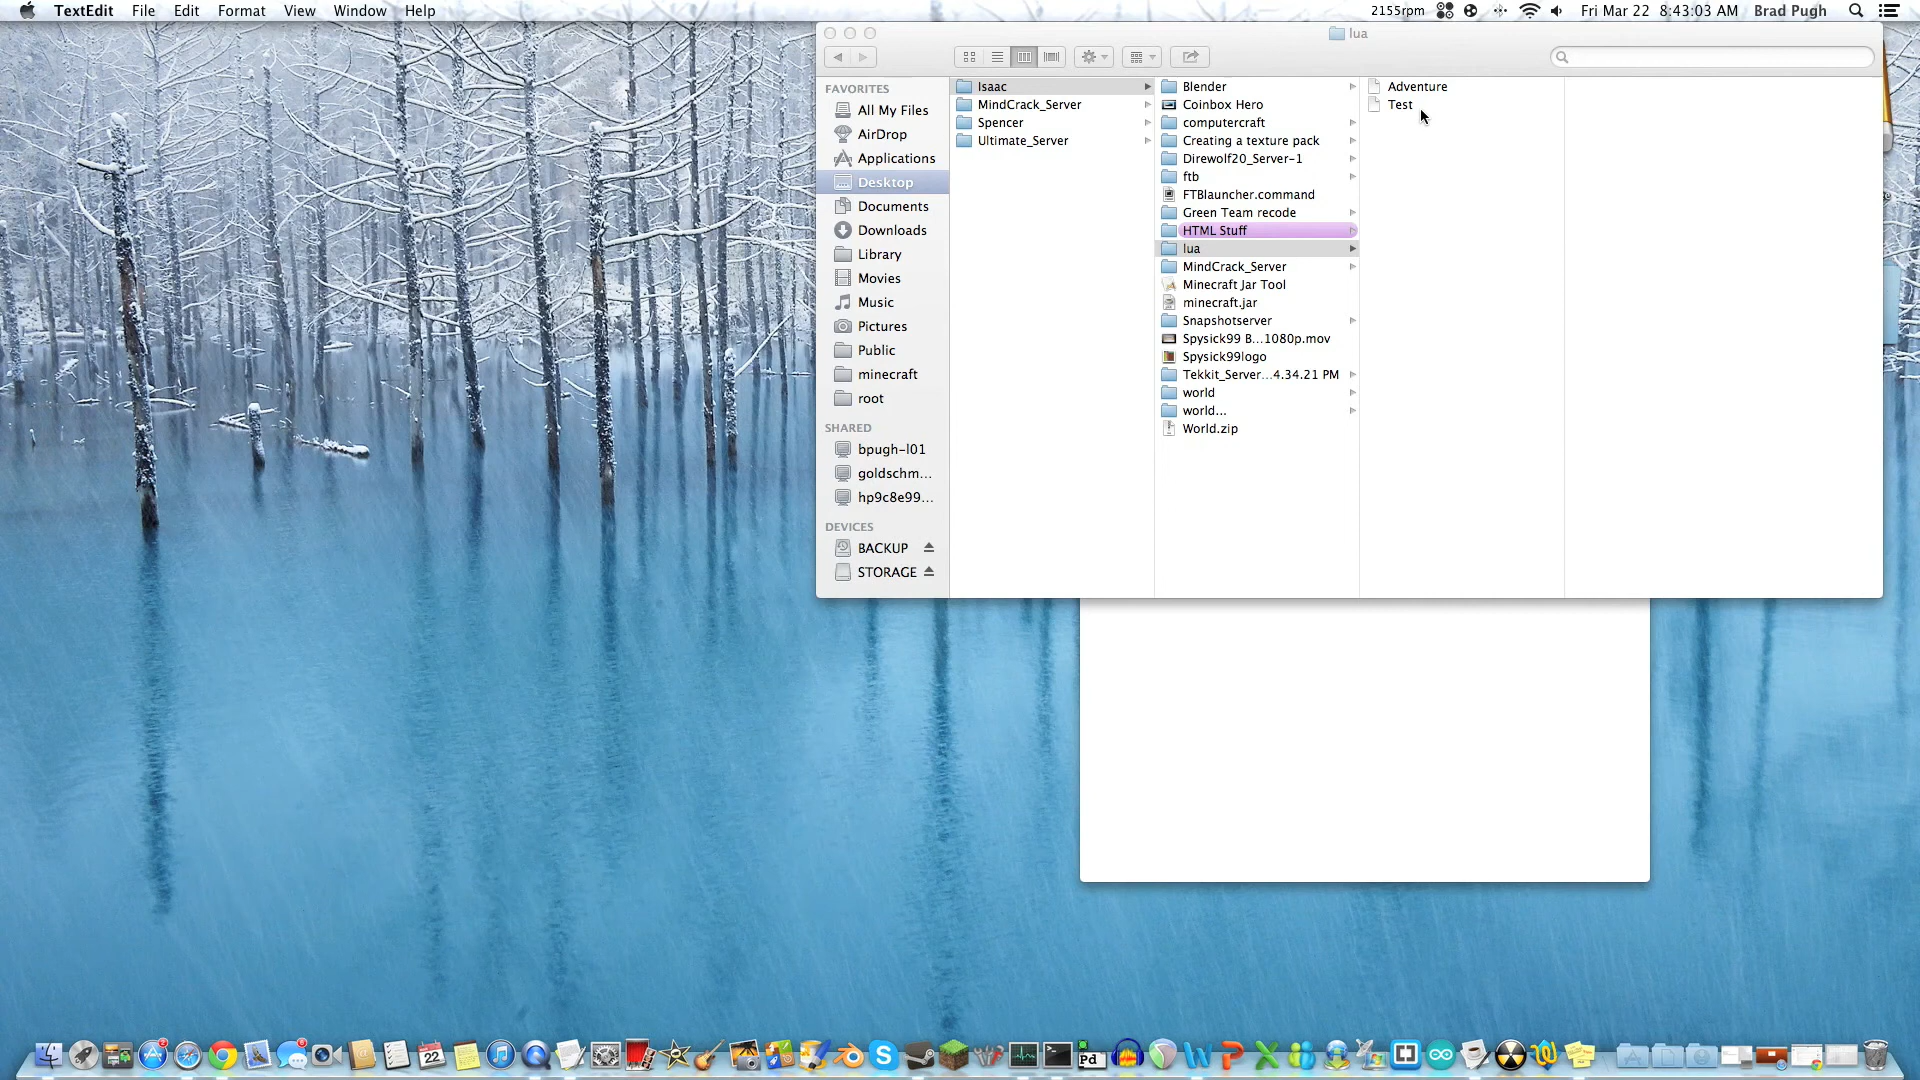 TextEdit File Edit Format View Window Help
2155rpm Fri Mar 22 8:43:03 AM Brad Pugh
lua
FAVORITES
All My Files
AirDrop
Applications
Desktop
Documents
Downloads
Library
Movies
Music
Pictures
Public
minecraft
root
SHARED
bpugh-l01
goldschm...
hp9c8e99...
DEVICES
BACKUP
STORAGE
Isaac
MindCrack_Server
Spencer
Ultimate_Server
Blender
Coinbox Hero
computercraft
Creating a texture pack
Direwolf20_Server-1
ftb
FTBlauncher.command
Green Team recode
HTML Stuff
lua
MindCrack_Server
Minecraft Jar Tool
minecraft.jar
Snapshotserver
Spysick99 B...1080p.mov
Spysick99logo
Tekkit_Server...4.34.21 PM
world
world...
World.zip
Adventure
Test
22
Pd